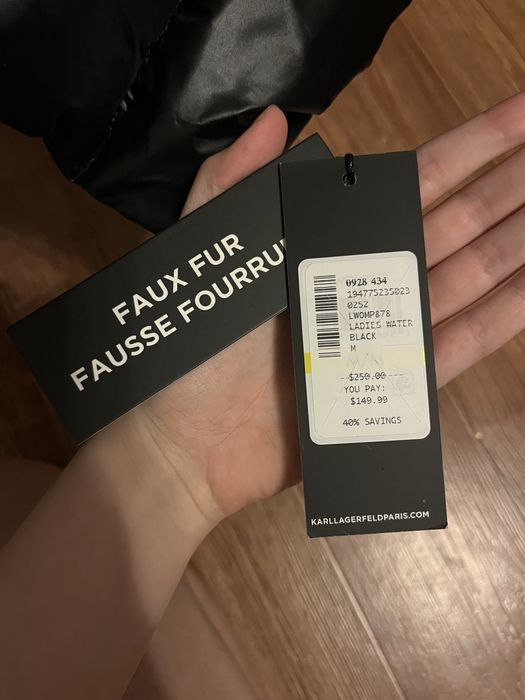 FAUX FUR
FAUSSE FOURRU
0928 434
194775235023
0252
LWOMP878
LADIES WATER
BLACK
M
M/M
$250.00
YOU PAY:
$149.99
40% SAVINGS
KARLLAGERFELDPARIS.COM